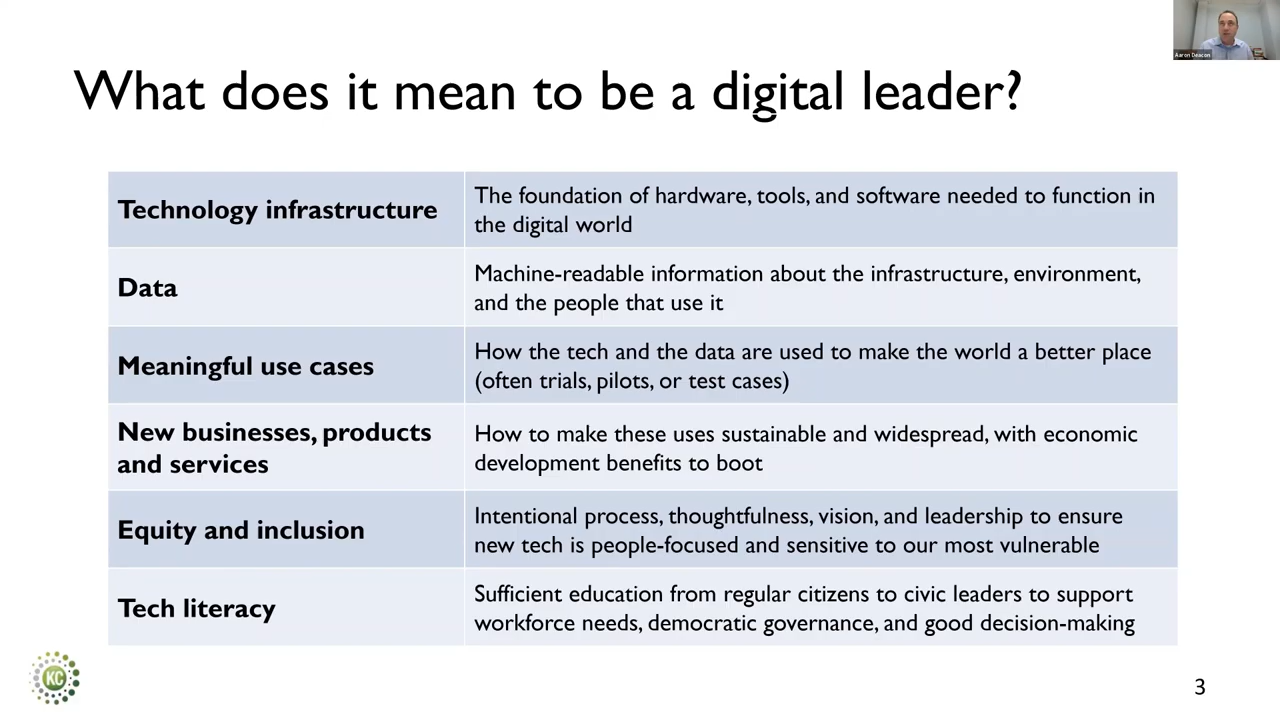 Aaron Deacon
What does it mean to be a digital leader?
Technology infrastructure
The foundation of hardware, tools, and software needed to function in
the digital world
Data
Machine-readable information about the infrastructure, environment,
and the people that use it
Meaningful use cases
How the tech and the data are used to make the world a better place
(often trials, pilots, or test cases)
New businesses, products
and services
How to make these uses sustainable and widespread, with economic
development benefits to boot
Equity and inclusion
Intentional process, thoughtfulness, vision, and leadership to ensure
new tech is people-focused and sensitive to our most vulnerable
Tech literacy
Sufficient education from regular citizens to civic leaders to support
workforce needs, democratic governance, and good decision-making
KC
3